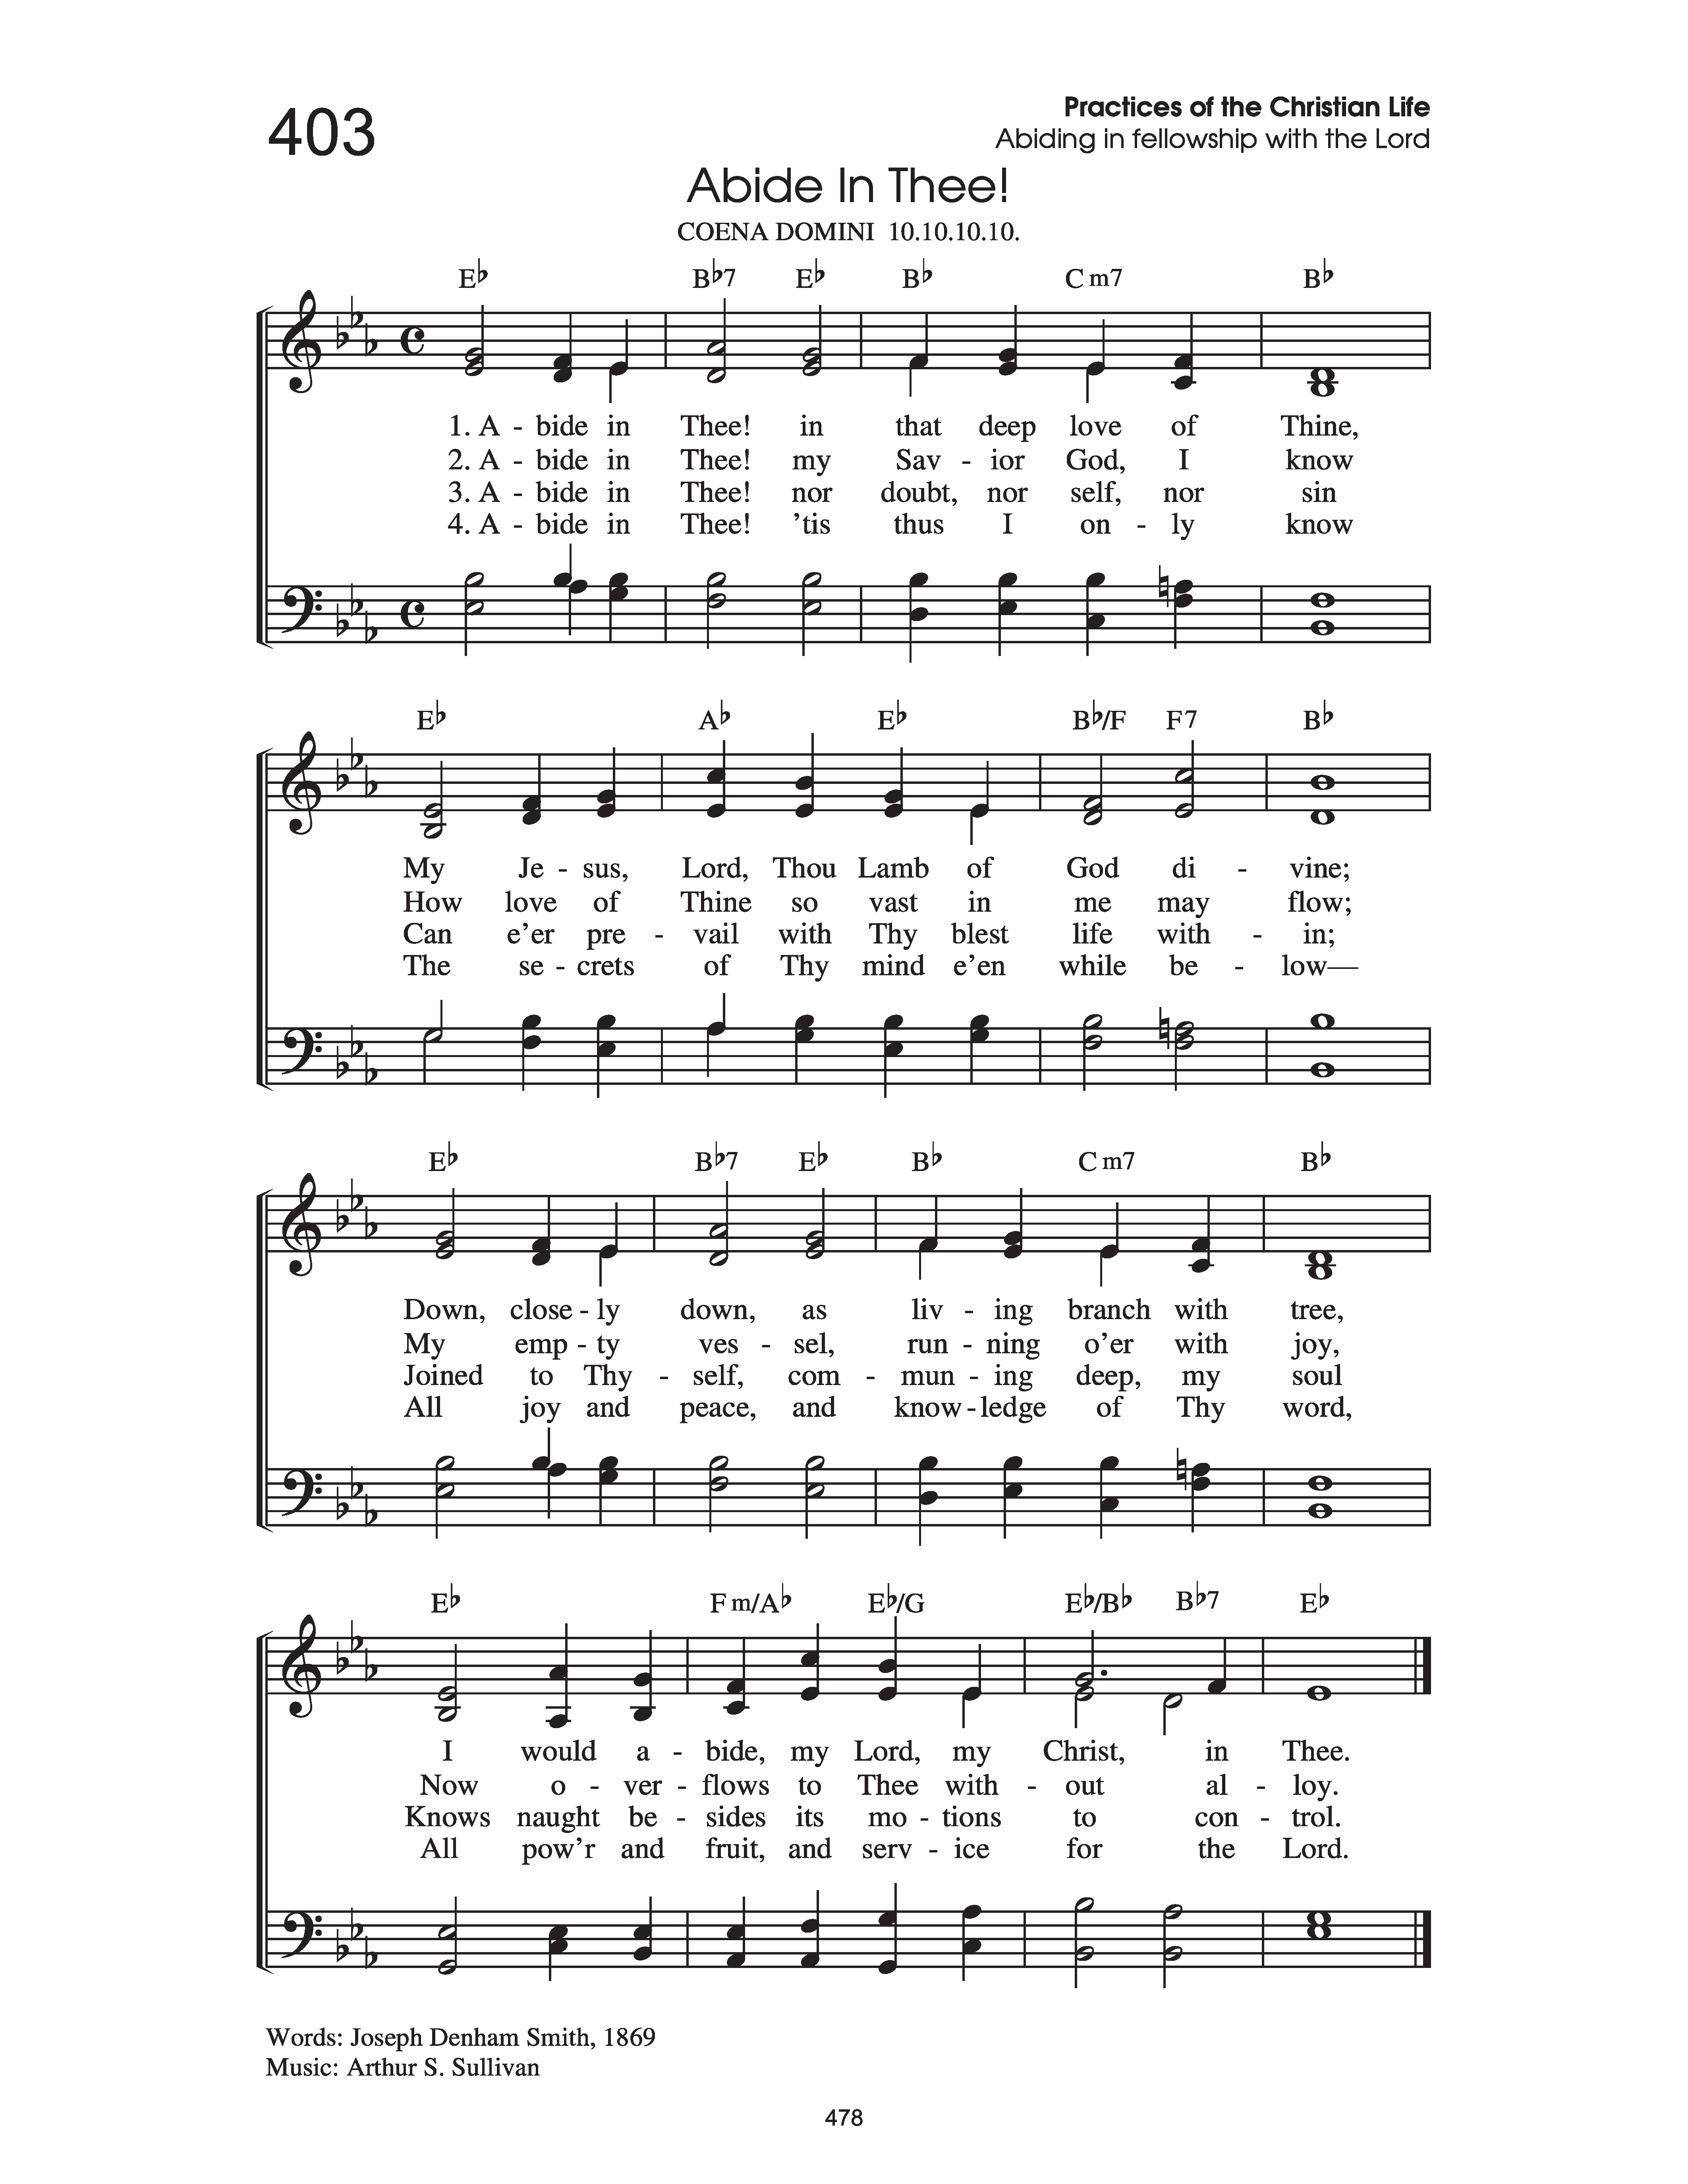 403
Practices of the Christian Life
Abiding in fellowship with the Lord
Abide In Thee!
COENA DOMINI 10.10.10.10.
E♭ B♭7 E♭ B♭ C m7 B♭
1. A - bide in Thee! in that deep love of Thine,
2. A - bide in Thee! my Sav - ior God, I know
3. A - bide in Thee! nor doubt, nor self, nor sin
4. A - bide in Thee! ’tis thus I on - ly know
E♭ A♭ E♭ B♭/F F7 B♭
My Je - sus, Lord, Thou Lamb of God di - vine;
How love of Thine so vast in me may flow;
Can e’er pre - vail with Thy blest life with - in;
The se - crets of Thy mind e’en while be - low—
E♭ B♭7 E♭ B♭ C m7 B♭
Down, close - ly down, as liv - ing branch with tree,
My emp - ty ves - sel, run - ning o’er with joy,
Joined to Thy - self, com - mun - ing deep, my soul
All joy and peace, and know - ledge of Thy word,
E♭ F m/A♭ E♭/G E♭/B♭ B♭7 E♭
I would a - bide, my Lord, my Christ, in Thee.
Now o - ver - flows to Thee with - out al - loy.
Knows naught be - sides its mo - tions to con - trol.
All pow’r and fruit, and serv - ice for the Lord.
Words: Joseph Denham Smith, 1869
Music: Arthur S. Sullivan
478